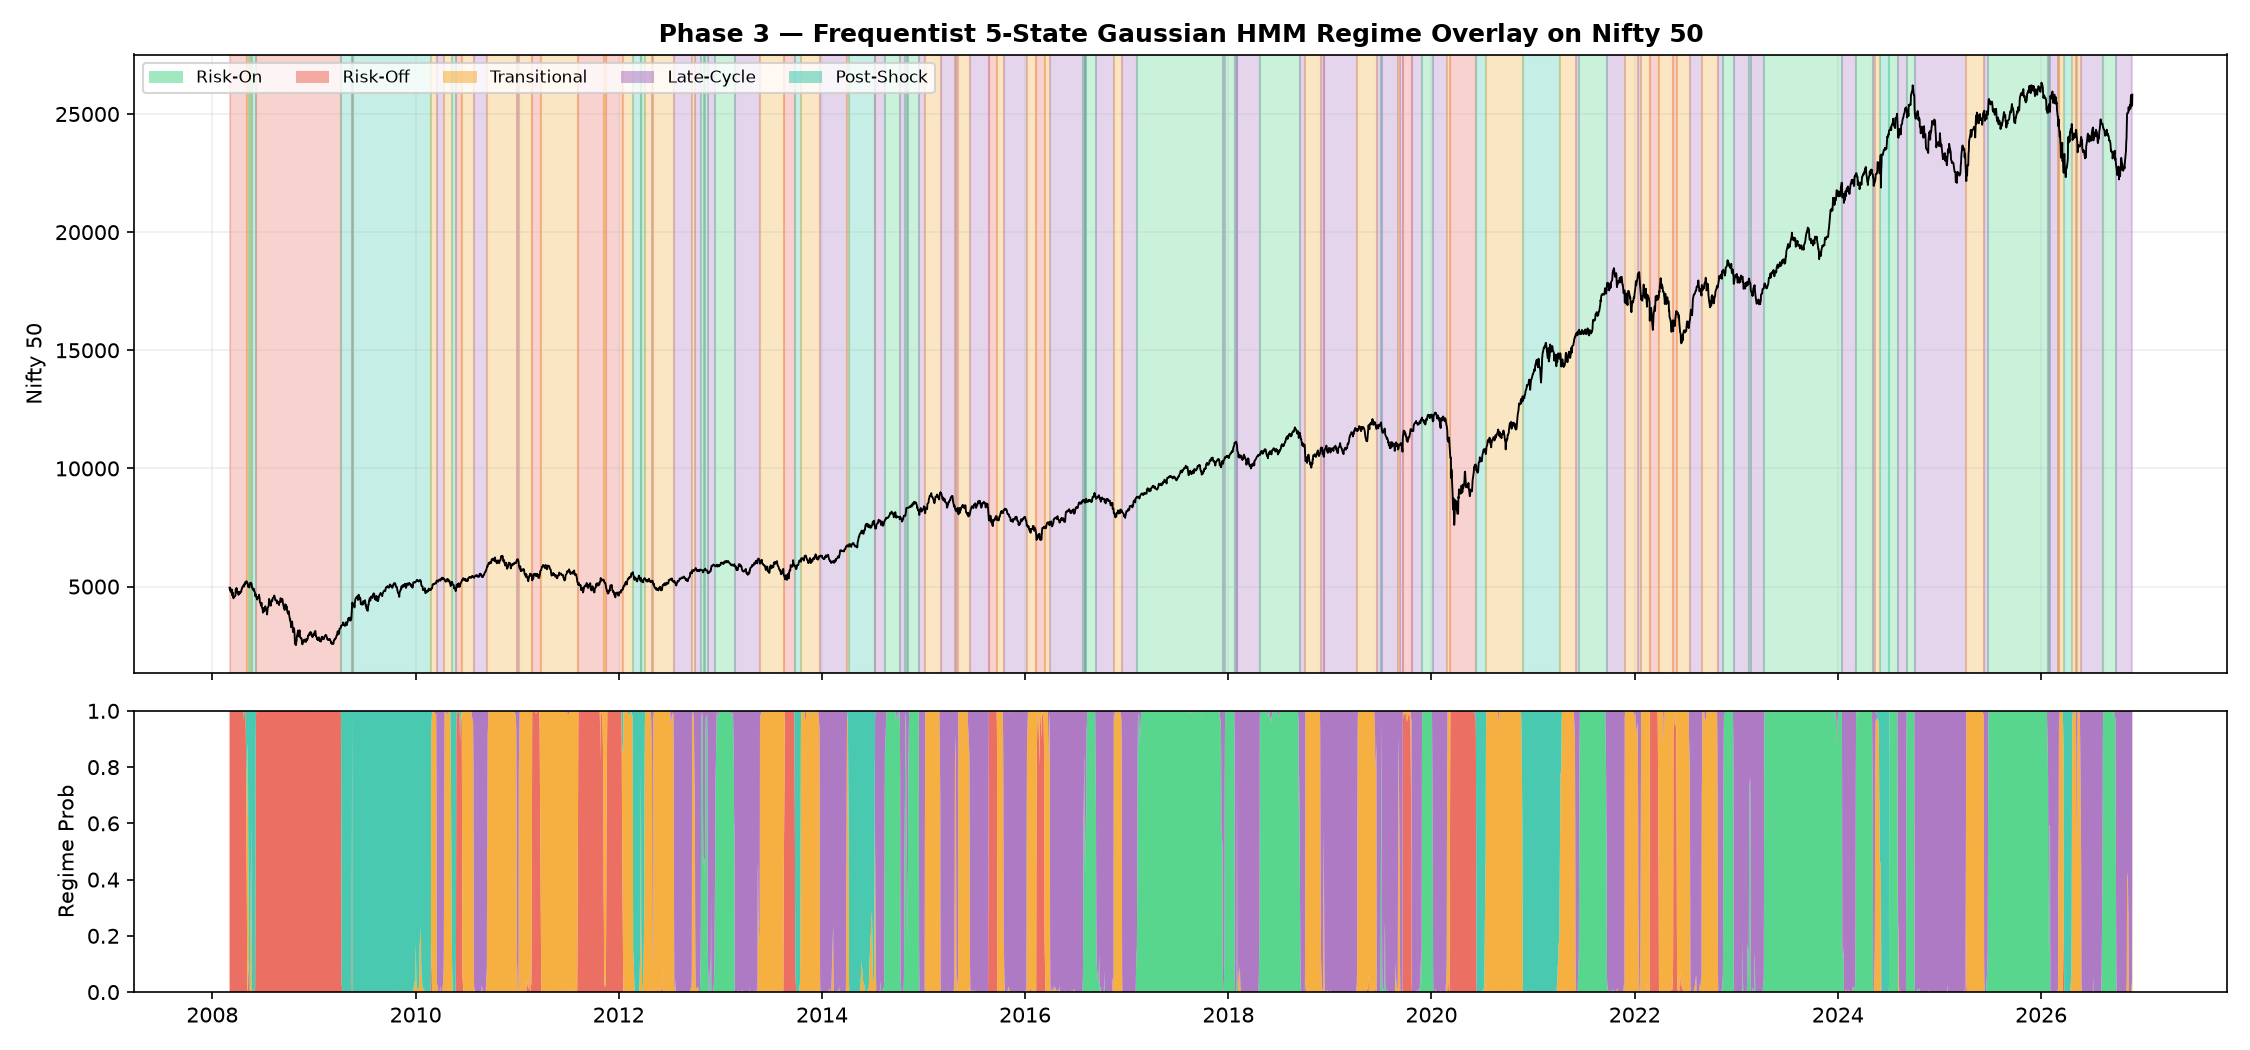 Phase 3 — Frequentist 5-State Gaussian HMM Regime Overlay on Nifty 50
Risk-On Risk-Off Transitional Late-Cycle Post-Shock
Nifty 50
25000
20000
15000
10000
5000
Regime Prob
1.0
0.8
0.6
0.4
0.2
0.0
2008 2010 2012 2014 2016 2018 2020 2022 2024 2026